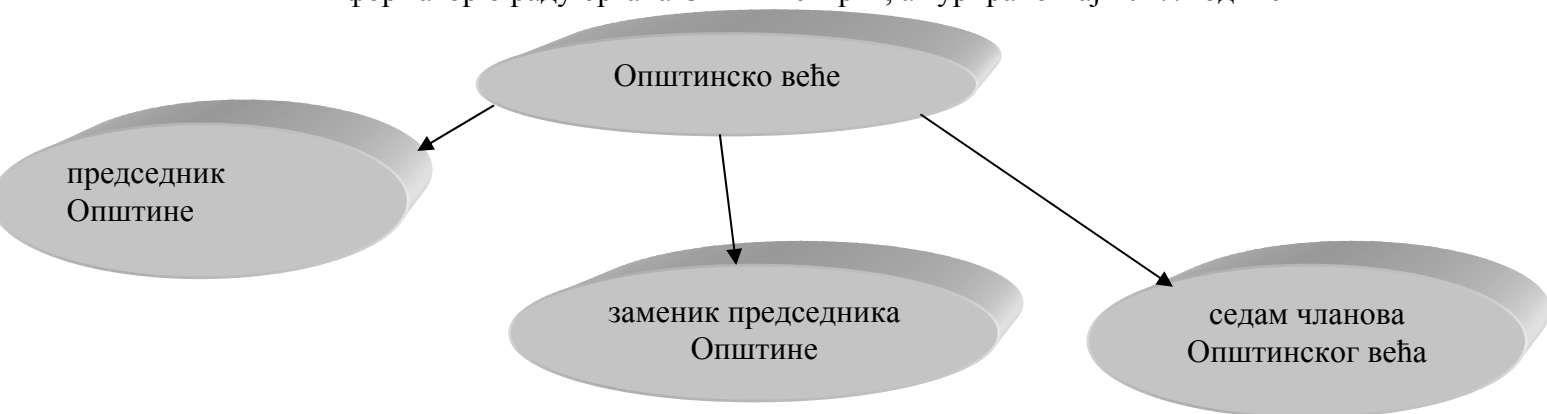 Општинско веће
председник
Општине
заменик председника
Општине
седам чланова
Општинског већа